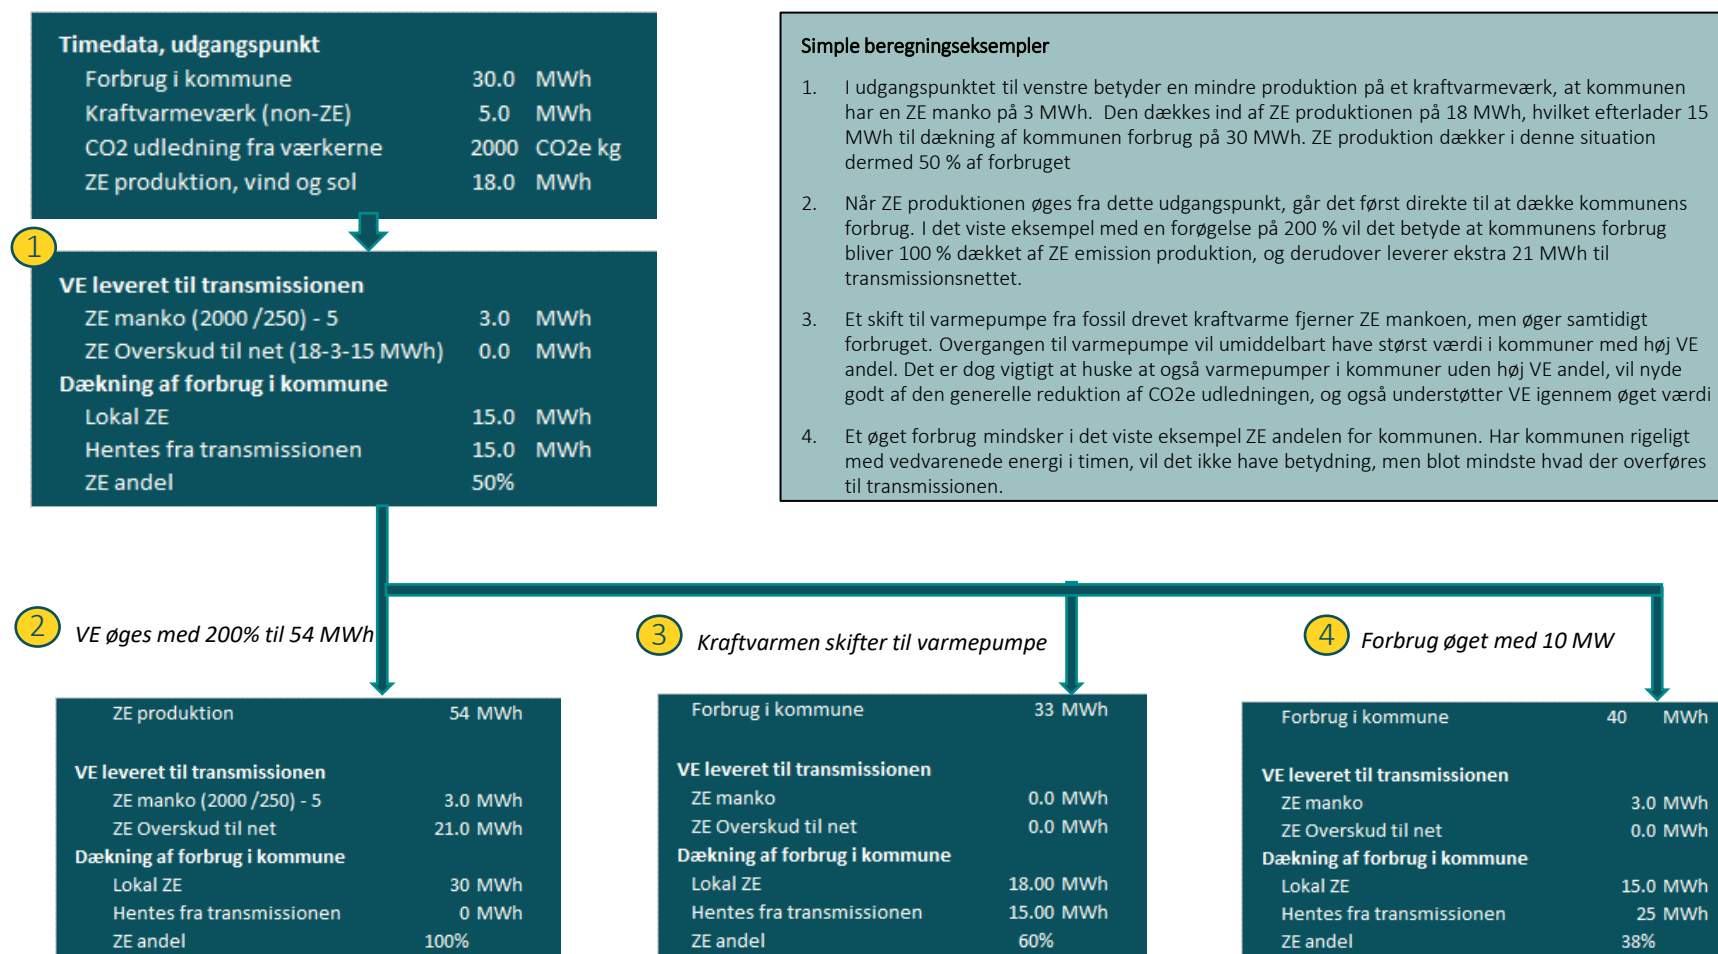 Timedata, udgangspunkt
Forbrug i kommune 30.0 MWh
Kraftvarmeværk (non-ZE) 5.0 MWh
CO2 udledning fra værkerne 2000 CO2e kg
ZE produktion, vind og sol 18.0 MWh
1
VE leveret til transmissionen
ZE manko (2000 /250) - 5 3.0 MWh
ZE Overskud til net (18-3-15 MWh) 0.0 MWh
Dækning af forbrug i kommune
Lokal ZE 15.0 MWh
Hentes fra transmissionen 15.0 MWh
ZE andel 50%
Simple beregningseksempler
1. I udgangspunktet til venstre betyder en mindre produktion på et kraftvarmeværk, at kommunen
har en ZE manko på 3 MWh. Den dækkes ind af ZE produktionen på 18 MWh, hvilket efterlader 15
MWh til dækning af kommunen forbrug på 30 MWh. ZE produktion dækker i denne situation
dermed 50 % af forbruget
2. Når ZE produktionen øges fra dette udgangspunkt, går det først direkte til at dække kommunens
forbrug. I det viste eksempel med en forøgelse på 200 % vil det betyde at kommunens forbrug
bliver 100 % dækket af ZE emission produktion, og derudover leverer ekstra 21 MWh til
transmissionsnettet.
3. Et skift til varmepumpe fra fossil drevet kraftvarme fjerner ZE mankoen, men øger samtidigt
forbruget. Overgangen til varmepumpe vil umiddelbart have størst værdi i kommuner med høj VE
andel. Det er dog vigtigt at huske at også varmepumper i kommuner uden høj VE andel, vil nyde
godt af den generelle reduktion af CO2e udledningen, og også understøtter VE igennem øget værdi
4. Et øget forbrug mindsker i det viste eksempel ZE andelen for kommunen. Har kommunen rigeligt
med vedvarenede energi i timen, vil det ikke have betydning, men blot mindste hvad der overføres
til transmissionen.
2 VE øges med 200% til 54 MWh
ZE produktion 54 MWh
VE leveret til transmissionen
ZE manko (2000 /250) - 5 3.0 MWh
ZE Overskud til net 21.0 MWh
Dækning af forbrug i kommune
Lokal ZE 30 MWh
Hentes fra transmissionen 0 MWh
ZE andel 100%
3 Kraftvarmen skifter til varmepumpe
Forbrug i kommune 33 MWh
VE leveret til transmissionen
ZE manko 0.0 MWh
ZE Overskud til net 0.0 MWh
Dækning af forbrug i kommune
Lokal ZE 18.00 MWh
Hentes fra transmissionen 15.00 MWh
ZE andel 60%
4 Forbrug øget med 10 MW
Forbrug i kommune 40 MWh
VE leveret til transmissionen
ZE manko 3.0 MWh
ZE Overskud til net 0.0 MWh
Dækning af forbrug i kommune
Lokal ZE 15.0 MWh
Hentes fra transmissionen 25 MWh
ZE andel 38%